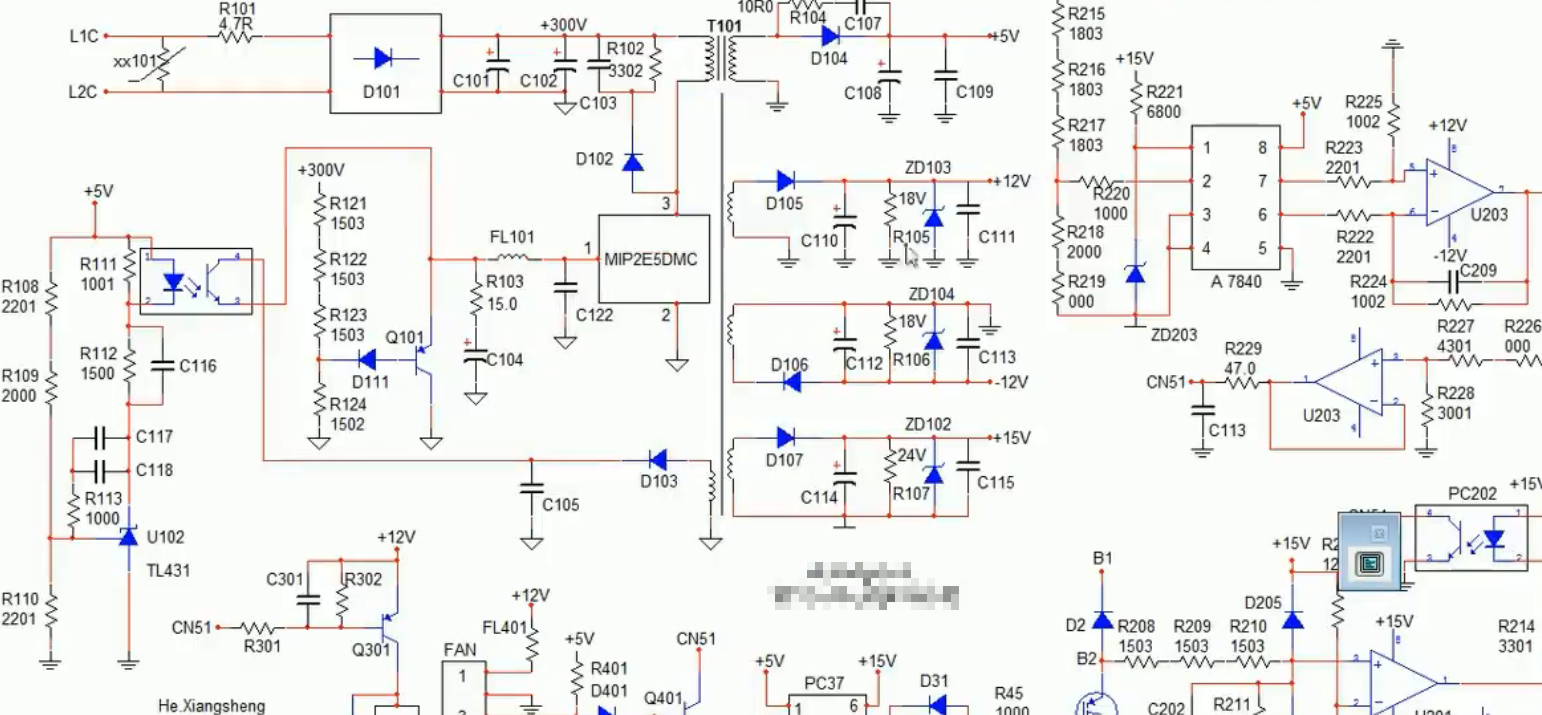 R101
4.7R
L1C
xx101
L2C
D101
+300V
C101
C102
C103
R102
3302
T101
10R0
R104
C107
D104
+5V
C108
C109
R215
1803
R216
1803
R217
1803
+15V
R221
6800
+5V
R225
1002
+12V
R223
2201
1
2
3
4
8
7
6
5
A 7840
R220
1000
R218
2000
R219
000
R222
2201
R224
1002
C209
-12V
U203
5
6
7
8
ZD203
D102
3
1
2
MIP2E5DMC
FL101
R103
15.0
C122
C104
+300V
R121
1503
R122
1503
R123
1503
R124
1502
D111
Q101
+5V
R108
2201
R111
1001
1
2
4
3
R109
2000
R112
1500
C116
C117
C118
R113
1000
U102
TL431
R110
2201
D105
C110
18V
R105
ZD103
C111
+12V
D106
C112
18V
R106
ZD104
C113
-12V
D107
C114
24V
R107
ZD102
C115
+15V
D103
C105
R229
47.0
CN51
C113
U203
R227
4301
R226
000
R228
3001
PC202
+15V
+12V
C301
R302
CN51
R301
Q301
He.Xiangsheng
+12V
FL401
FAN
1
+5V
R401
D401
CN51
Q401
+5V
+15V
PC37
1
6
D31
R45
1000
B1
D2
B2
R208
1503
R209
1503
R210
1503
D205
+15V
+15V
C202
R211
R214
3301